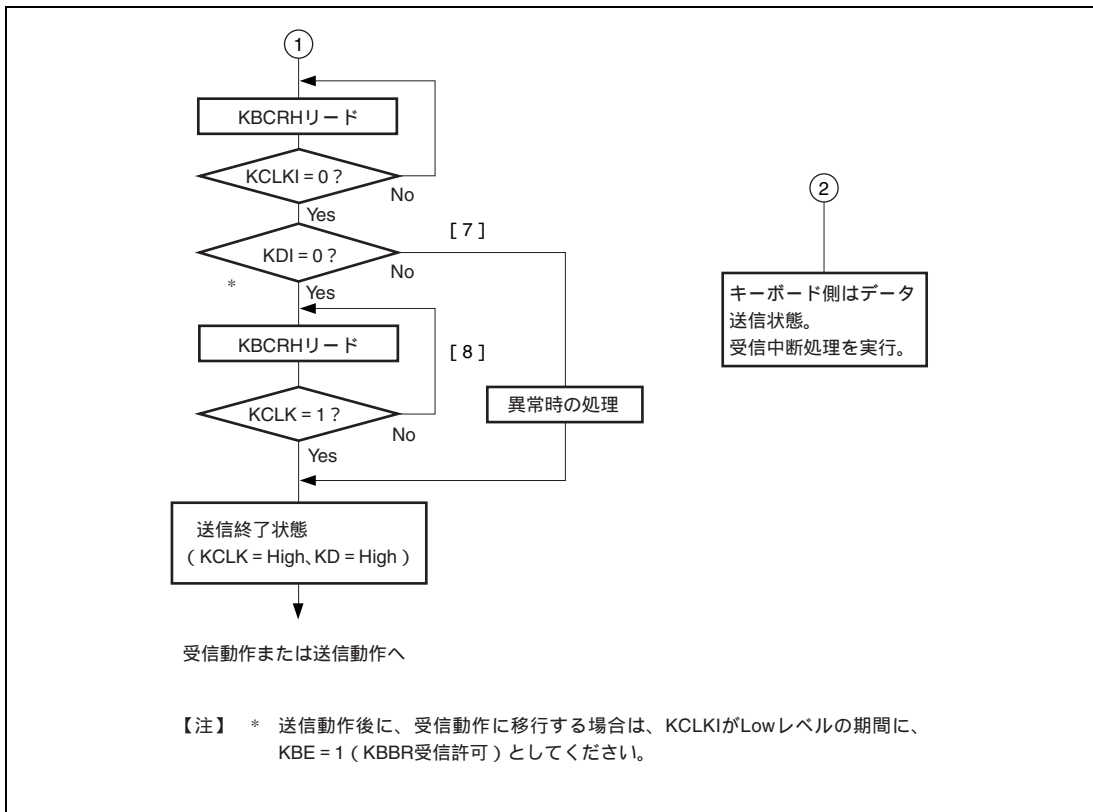 1
KBCRHリード
KCLKI = 0 ?
No
Yes
[ 7 ]
KDI = 0 ?
No
*
Yes
KBCRHリード
[ 8 ]
KCLK = 1 ?
No
Yes
異常時の処理
送信終了状態
( KCLK = High、KD = High )
受信動作または送信動作へ
2
キーボード側はデータ
送信状態。
受信中断処理を実行。
【注】 * 送信動作後に、受信動作に移行する場合は、KCLKIがLowレベルの期間に、
KBE = 1 ( KBBR受信許可 ) としてください。